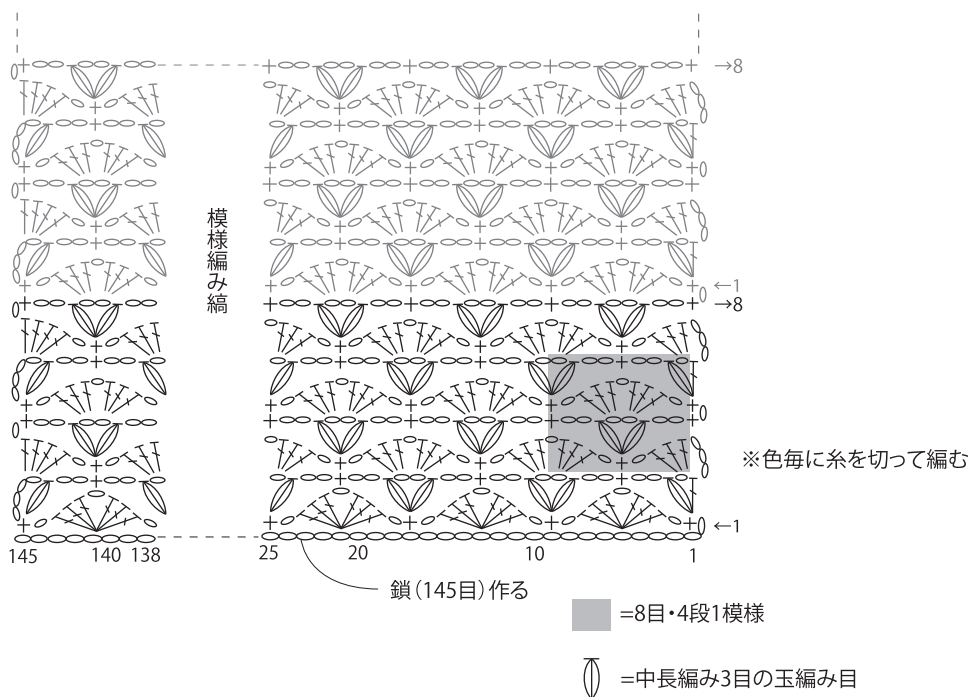 →8
←1
→8
模様編み縞
※色毎に糸を切って編む
←1
145 140 138 25 20 10 1
鎖（145目）作る
=8目・4段1模様
=中長編み3目の玉編み目